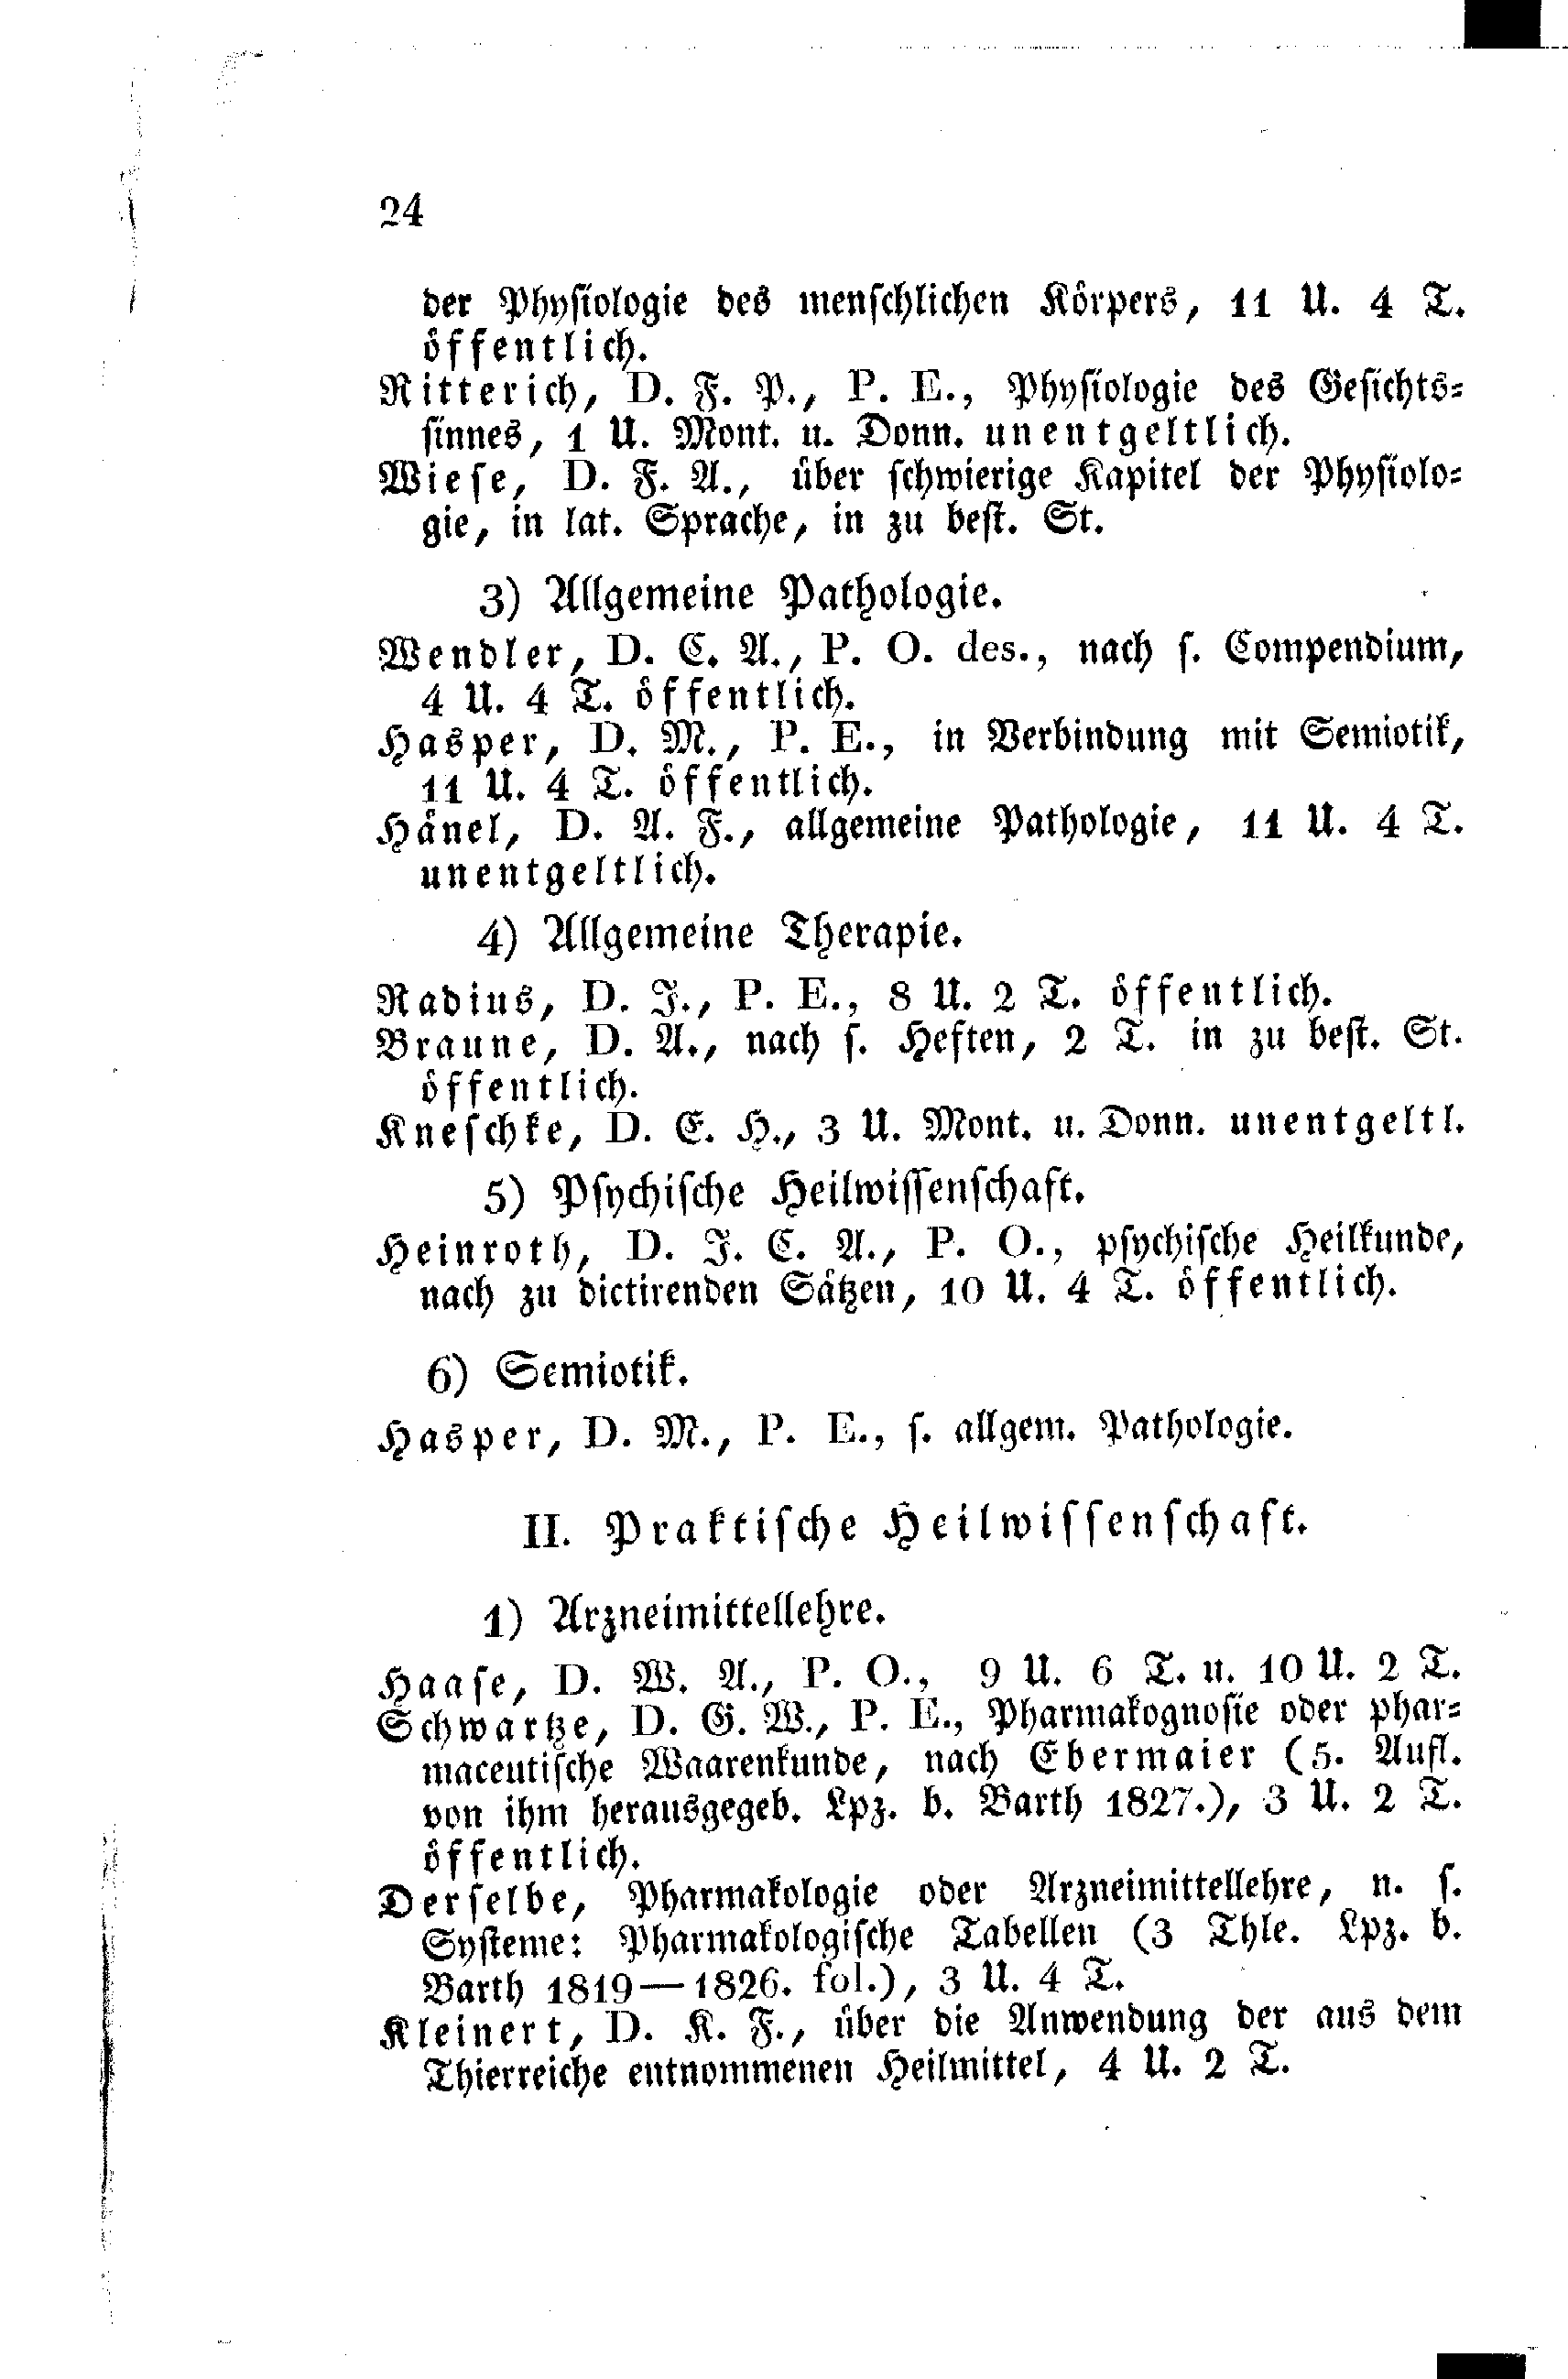 24
der Physiologie des menschlichen Körpers, 11 U. 4 T.
öffentlich.
Ritterich, D. F. P., P. E., Physiologie des Gesichts-
sinnes, 1 U. Mont. u. Donn. unentgeltlich.
Wiese, D. F. A., über schwierige Kapitel der Physiolo-
gie, in lat. Sprache, in zu best. St.
3) Allgemeine Pathologie.
Wendler, D. C. A., P. O. des., nach s. Compendium,
4 U. 4 T. öffentlich.
Hasper, D. M., P. E., in Verbindung mit Semiotik,
11 U. 4 T. öffentlich.
Hänel, D. A. F., allgemeine Pathologie, 11 U. 4 T.
unentgeltlich.
4) Allgemeine Therapie.
Radius, D. J., P. E., 8 U. 2 T. öffentlich.
Braune, D. A., nach s. Heften, 2 T. in zu best. St.
öffentlich.
Kneschke, D. E. H., 3 U. Mont. u. Donn. unentgeltl.
5) Psychische Heilwissenschaft.
Heinroth, D. J. C. A., P. O., psychische Heilkunde,
nach zu dictirenden Sätzen, 10 U. 4 T. öffentlich.
6) Semiotik.
Hasper, D. M., P. E., s. allgem. Pathologie.
II. Praktische Heilwissenschaft.
1) Arzneimittellehre.
Haase, D. W. A., P. O., 9 U. 6 T. u. 10 U. 2 T.
Schwartze, D. G. W., P. E., Pharmakognosie oder phar-
maceutische Waarenkunde, nach Ebermaier (5. Aufl.
von ihm herausgegeb. Lpz. b. Barth 1827.), 3 U. 2 T.
öffentlich.
Derselbe, Pharmakologie oder Arzneimittellehre, n. s.
Systeme: Pharmakologische Tabellen (3 Thle. Lpz. b.
Barth 1819—1826. fol.), 3 U. 4 T.
Kleinert, D. K. F., über die Anwendung der aus dem
Thierreiche entnommenen Heilmittel, 4 U. 2 T.